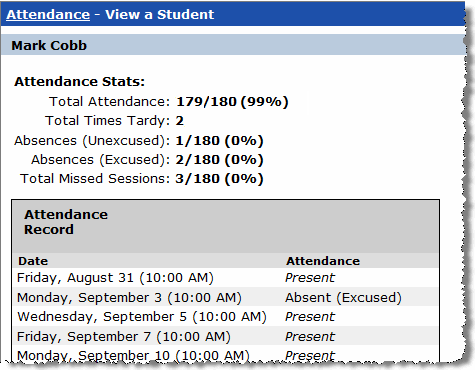 Attendance - View a Student
Mark Cobb
Attendance Stats:
Total Attendance: 179/180 (99%)
Total Times Tardy: 2
Absences (Unexcused): 1/180 (0%)
Absences (Excused): 2/180 (0%)
Total Missed Sessions: 3/180 (0%)
Attendance
Record
Date Attendance
Friday, August 31 (10:00 AM) Present
Monday, September 3 (10:00 AM) Absent (Excused)
Wednesday, September 5 (10:00 AM) Present
Friday, September 7 (10:00 AM) Present
Monday, September 10 (10:00 AM) Present